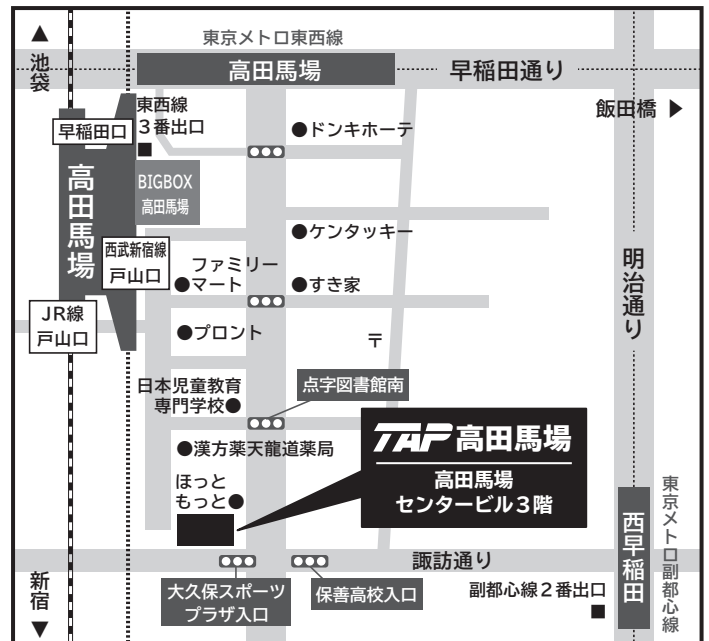 東京メトロ東西線
▲
池袋
高田馬場
早稲田通り
飯田橋 ▶
東西線
3番出口
■
早稲田口
●ドンキホーテ
高田馬場
BIGBOX
高田馬場
●ケンタッキー
西武新宿線
戸山口
ファミリー
●マート
●すき家
明治通り
JR線
戸山口
●プロント
〒
日本児童教育
専門学校●
点字図書館南
●漢方薬天龍道薬局
TAP 高田馬場
高田馬場
センタービル3階
ほっと
もっと●
西早稲田
東京メトロ副都心線
諏訪通り
大久保スポーツ
プラザ入口
保善高校入口
副都心線2番出口
■
新宿
▼